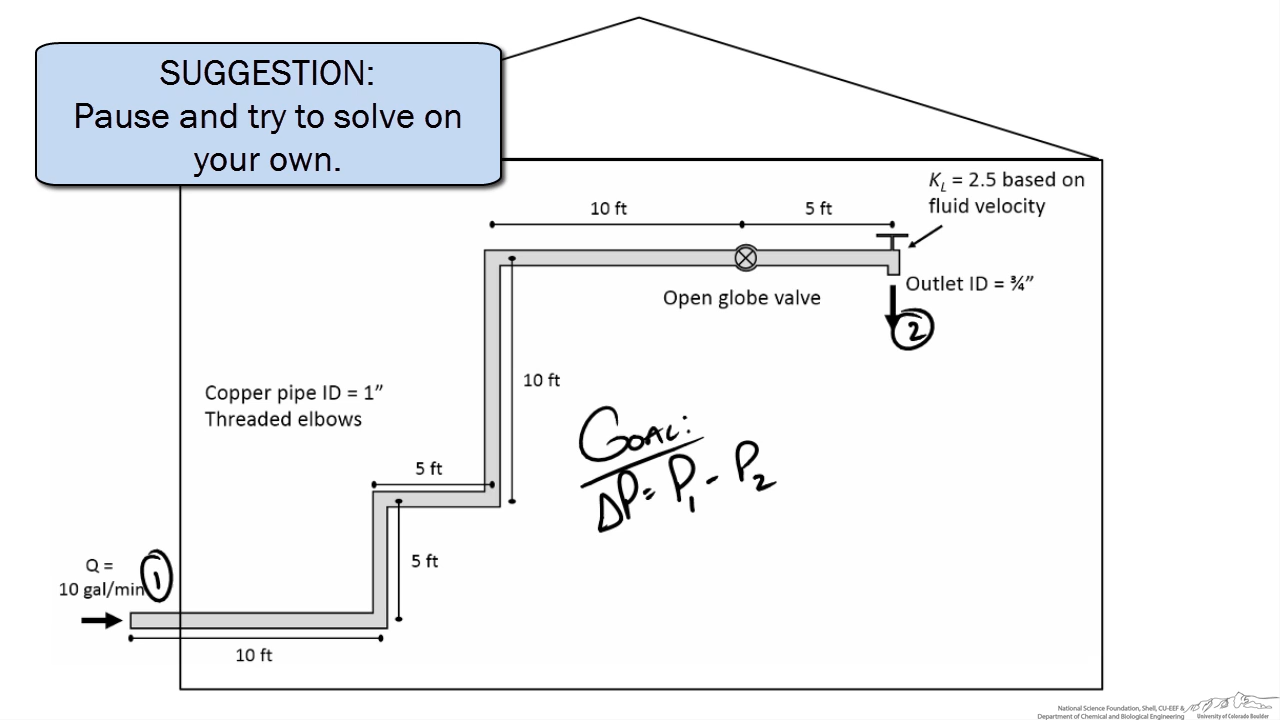 SUGGESTION:
Pause and try to solve on
your own.
K_L = 2.5 based on
fluid velocity
10 ft
5 ft
Open globe valve
Outlet ID = ¾”
2
Copper pipe ID = 1”
Threaded elbows
10 ft
GOAL:
ΔP = P₁ - P₂
5 ft
5 ft
Q =
10 gal/min
1
10 ft
National Science Foundation, Shell, CU-EEF &
Department of Chemical and Biological Engineering
University of Colorado Boulder